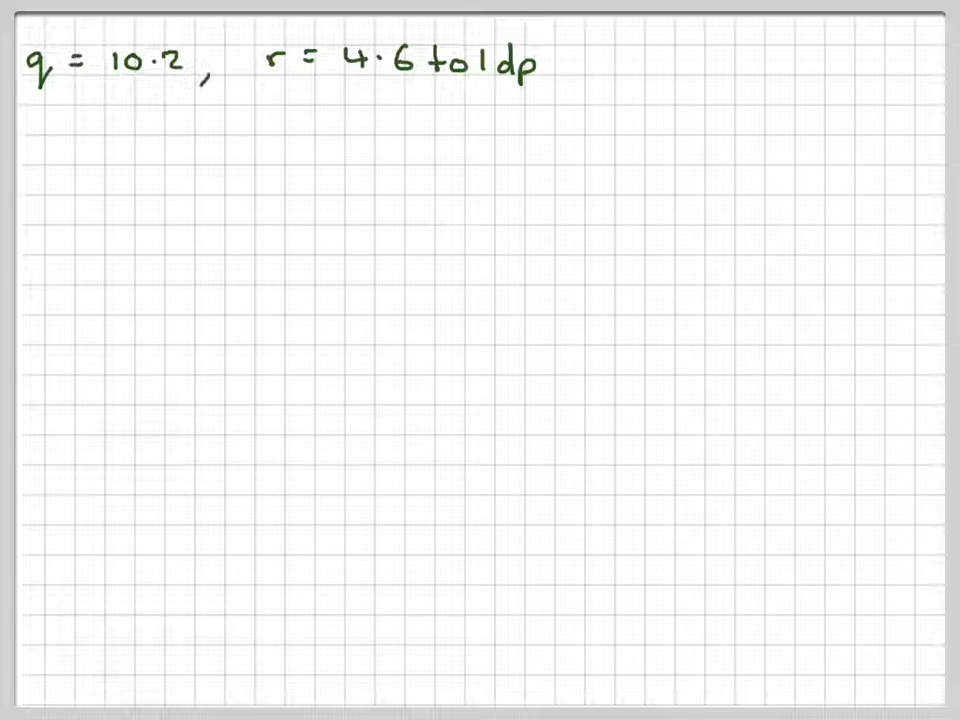 q = 10.2, r = 4.6 to 1 dp